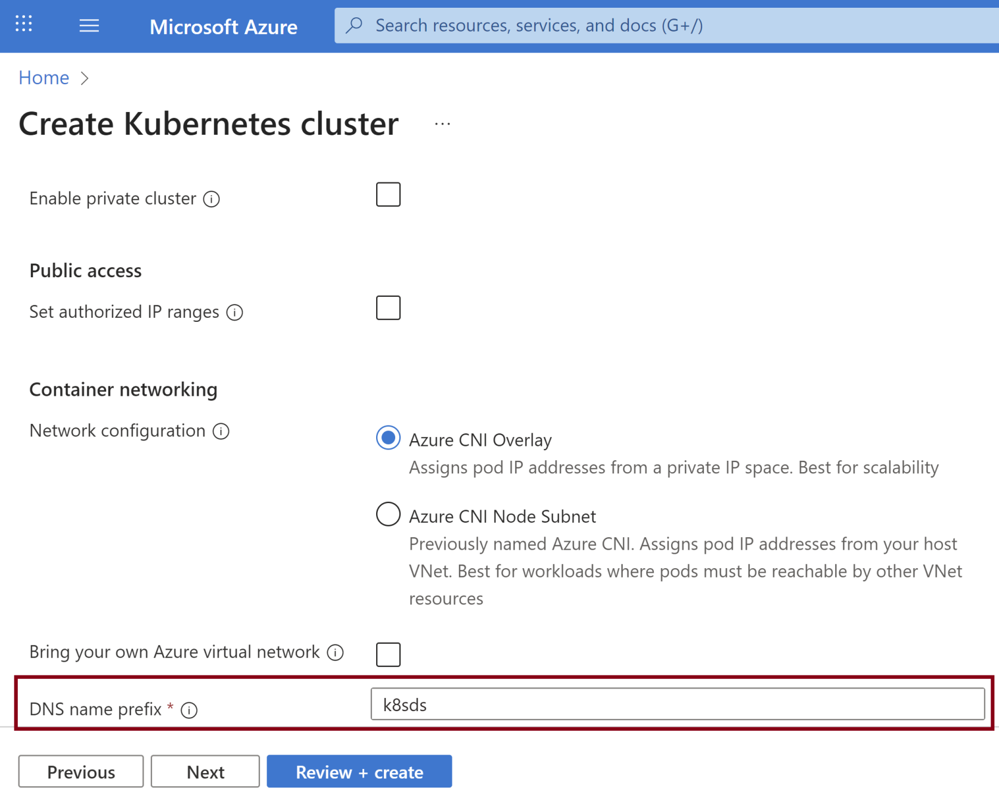 Microsoft Azure
Search resources, services, and docs (G+/)
Home
Create Kubernetes cluster
...
Enable private cluster
Public access
Set authorized IP ranges
Container networking
Network configuration
Azure CNI Overlay
Assigns pod IP addresses from a private IP space. Best for scalability
Azure CNI Node Subnet
Previously named Azure CNI. Assigns pod IP addresses from your host
VNet. Best for workloads where pods must be reachable by other VNet
resources
Bring your own Azure virtual network
DNS name prefix *
k8sds
Previous
Next
Review + create